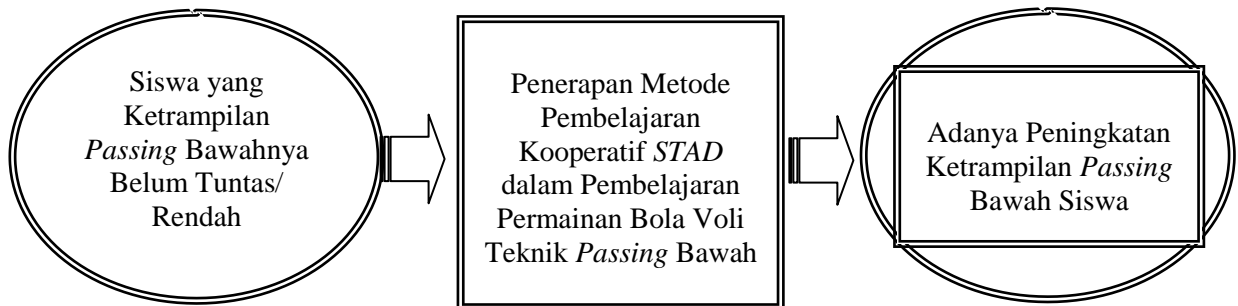 Siswa yang
Ketrampilan
Passing Bawahnya
Belum Tuntas/
Rendah
Penerapan Metode
Pembelajaran
Kooperatif STAD
dalam Pembelajaran
Permainan Bola Voli
Teknik Passing Bawah
Adanya Peningkatan
Ketrampilan Passing
Bawah Siswa